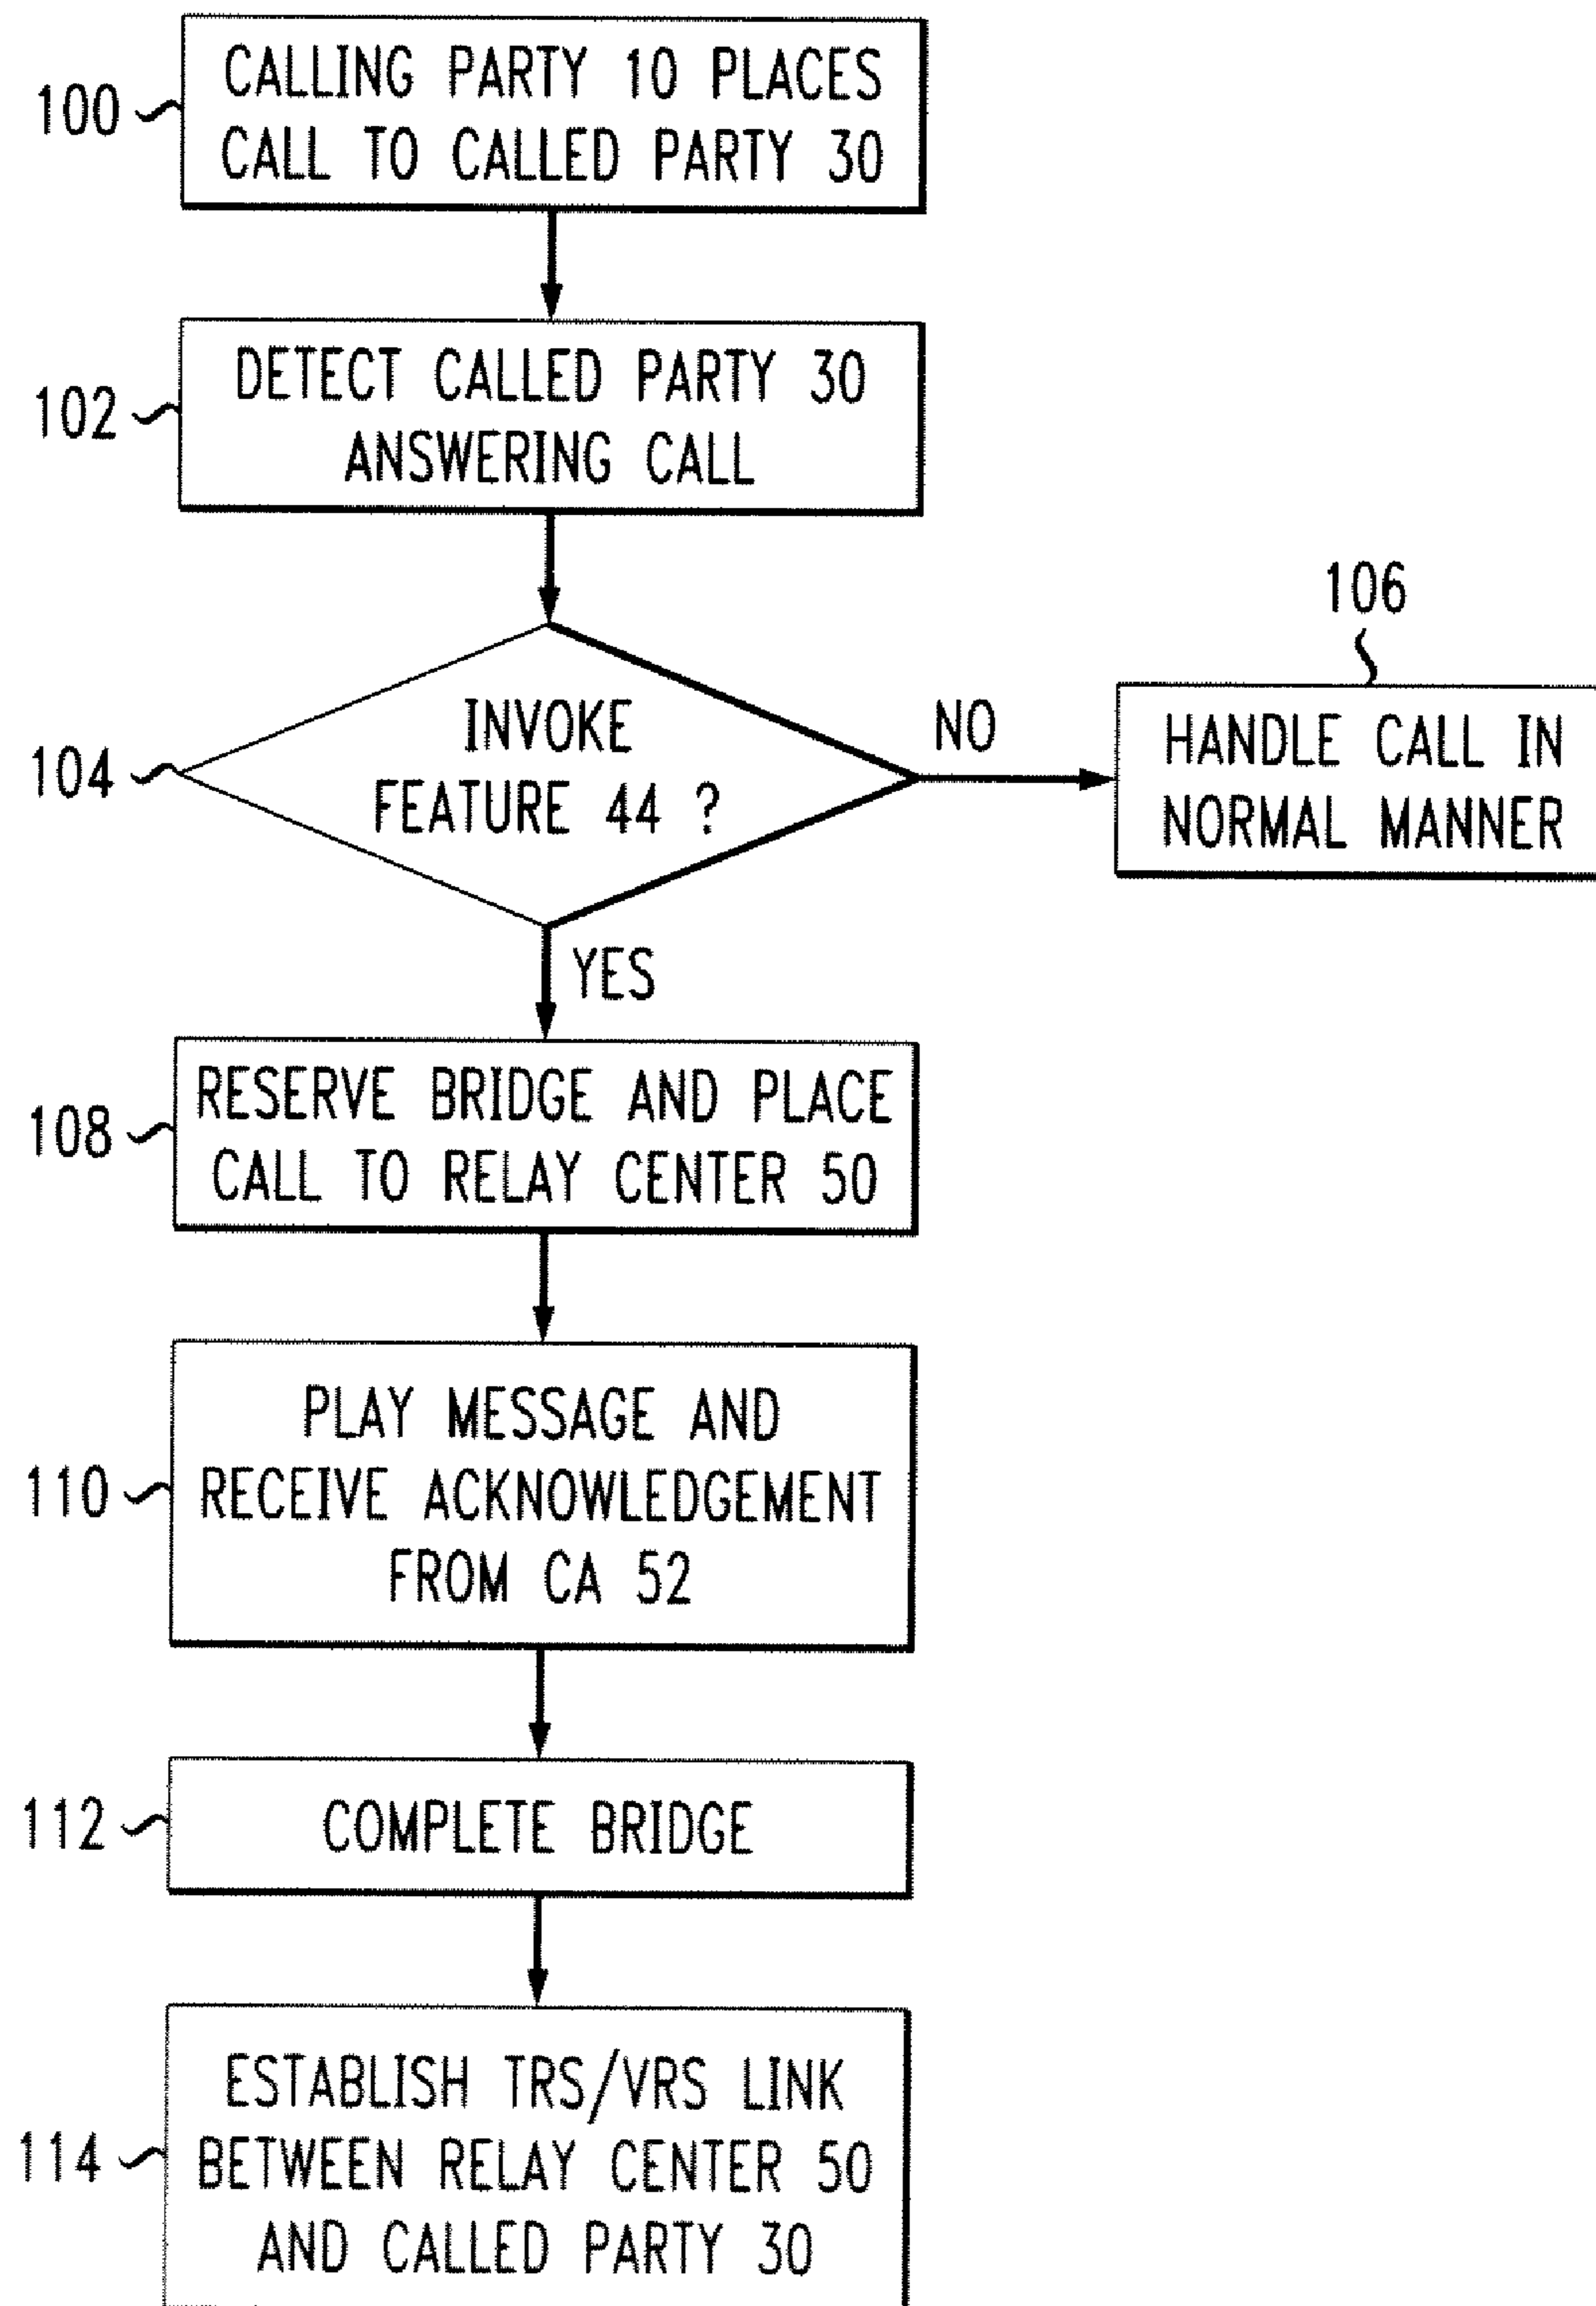 100
CALLING PARTY 10 PLACES
CALL TO CALLED PARTY 30
102
DETECT CALLED PARTY 30
ANSWERING CALL
104
INVOKE
FEATURE 44 ?
NO
106
HANDLE CALL IN
NORMAL MANNER
YES
108
RESERVE BRIDGE AND PLACE
CALL TO RELAY CENTER 50
110
PLAY MESSAGE AND
RECEIVE ACKNOWLEDGEMENT
FROM CA 52
112
COMPLETE BRIDGE
114
ESTABLISH TRS/VRS LINK
BETWEEN RELAY CENTER 50
AND CALLED PARTY 30